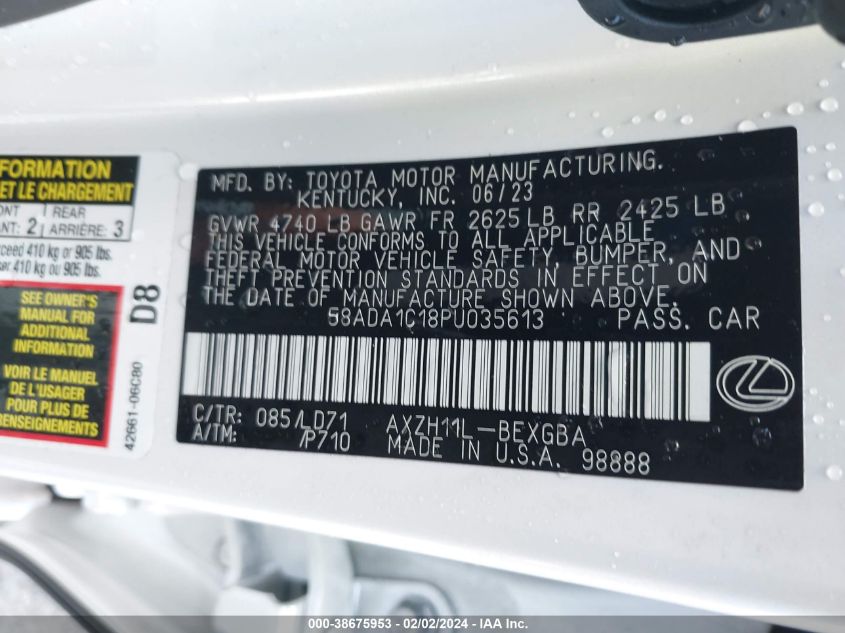 FORMATION
ET LE CHARGEMENT
ONT
ANT: 2
REAR
ARRIÈRE: 3
xceed 410 kg or 905 lbs.
er 410 kg ou 905 lbs.
SEE OWNER'S
MANUAL FOR
ADDITIONAL
INFORMATION
VOIR LE MANUEL
DE L'USAGER
POUR PLUS DE
RENSEIGNEMENTS
D8
42661-06C80
MFD. BY: TOYOTA MOTOR MANUFACTURING.
KENTUCKY, INC. 06/23
GVWR 4740 LB GAWR FR 2625 LB RR 2425 LB
THIS VEHICLE CONFORMS TO ALL APPLICABLE
FEDERAL MOTOR VEHICLE SAFETY, BUMPER, AND
THEFT PREVENTION STANDARDS IN EFFECT ON
THE DATE OF MANUFACTURE SHOWN ABOVE.
58ADA1C18PU035613 PASS. CAR
C/TR: 085/LD71 AXZH11L-BEXGBA
A/TM: /P710 MADE IN U.S.A. 98888
000-38675953 - 02/02/2024 - IAAI.com